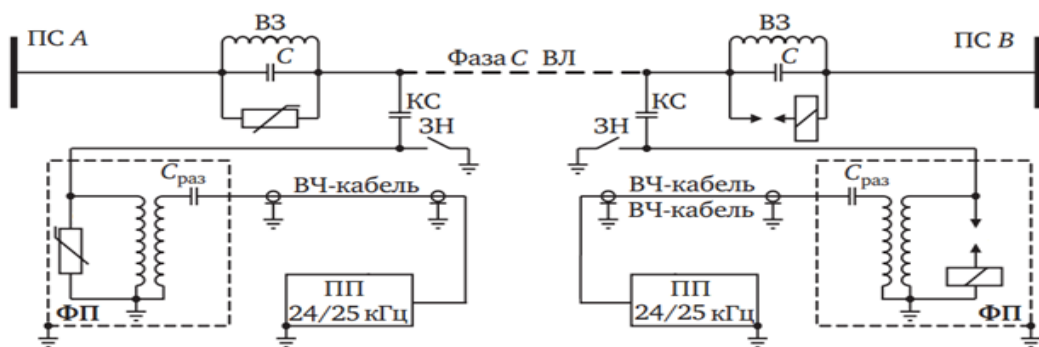 ПС А
ВЗ
С
Фаза С ВЛ
ВЗ
С
ПС В
КС
ЗН
ЗН
КС
Cраз
ВЧ-кабель
ВЧ-кабель
ВЧ-кабель
Cраз
ФП
ПП
24/25 кГц
ПП
24/25 кГц
ФП